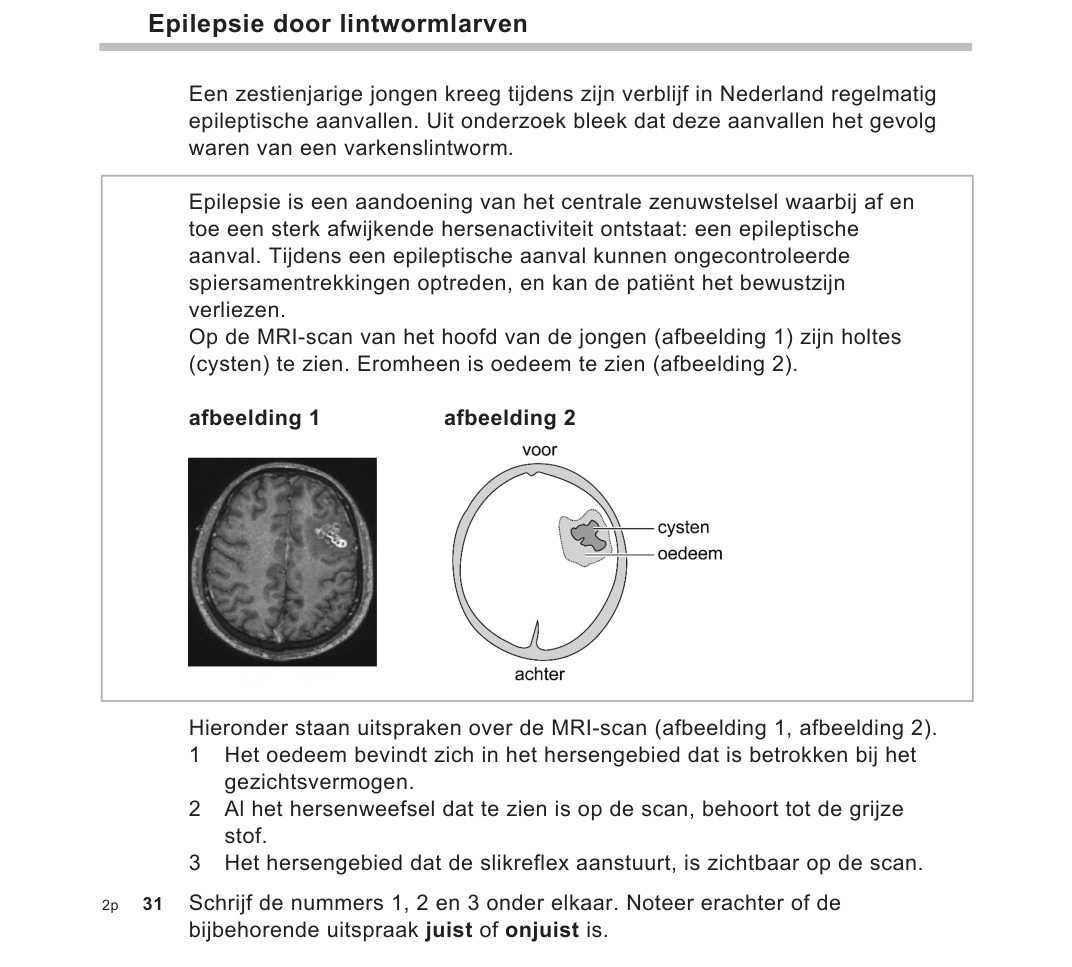 Epilepsie door lintwormlarven
Een zestienjarige jongen kreeg tijdens zijn verblijf in Nederland regelmatig
epileptische aanvallen. Uit onderzoek bleek dat deze aanvallen het gevolg
waren van een varkenslintworm.
Epilepsie is een aandoening van het centrale zenuwstelsel waarbij af en
toe een sterk afwijkende hersenactiviteit ontstaat: een epileptische
aanval. Tijdens een epileptische aanval kunnen ongecontroleerde
spiersamentrekkingen optreden, en kan de patiënt het bewustzijn
verliezen.
Op de MRI-scan van het hoofd van de jongen (afbeelding 1) zijn holtes
(cysten) te zien. Eromheen is oedeem te zien (afbeelding 2).
afbeelding 1 afbeelding 2
voor
cysten
oedeem
achter
Hieronder staan uitspraken over de MRI-scan (afbeelding 1, afbeelding 2).
1 Het oedeem bevindt zich in het hersengebied dat is betrokken bij het
gezichtsvermogen.
2 Al het hersenweefsel dat te zien is op de scan, behoort tot de grijze
stof.
3 Het hersengebied dat de slikreflex aanstuurt, is zichtbaar op de scan.
2p 31 Schrijf de nummers 1, 2 en 3 onder elkaar. Noteer erachter of de
bijbehorende uitspraak juist of onjuist is.